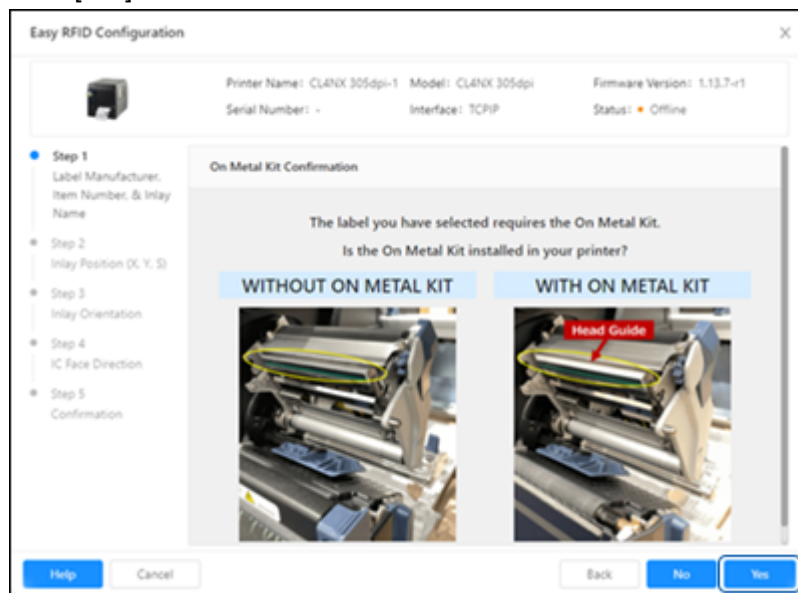 Easy RFID Configuration
Printer Name: CL4NX 305dpi-1 Model: CL4NX 305dpi Firmware Version: 1.13.7-r1
Serial Number: - Interface: TCPIP Status: Offline
Step 1
Label Manufacturer,
Item Number, & Inlay
Name
Step 2
Inlay Position (X, Y, S)
Step 3
Inlay Orientation
Step 4
IC Face Direction
Step 5
Confirmation
On Metal Kit Confirmation
The label you have selected requires the On Metal Kit.
Is the On Metal Kit installed in your printer?
WITHOUT ON METAL KIT
WITH ON METAL KIT
Head Guide
Help Cancel Back No Yes